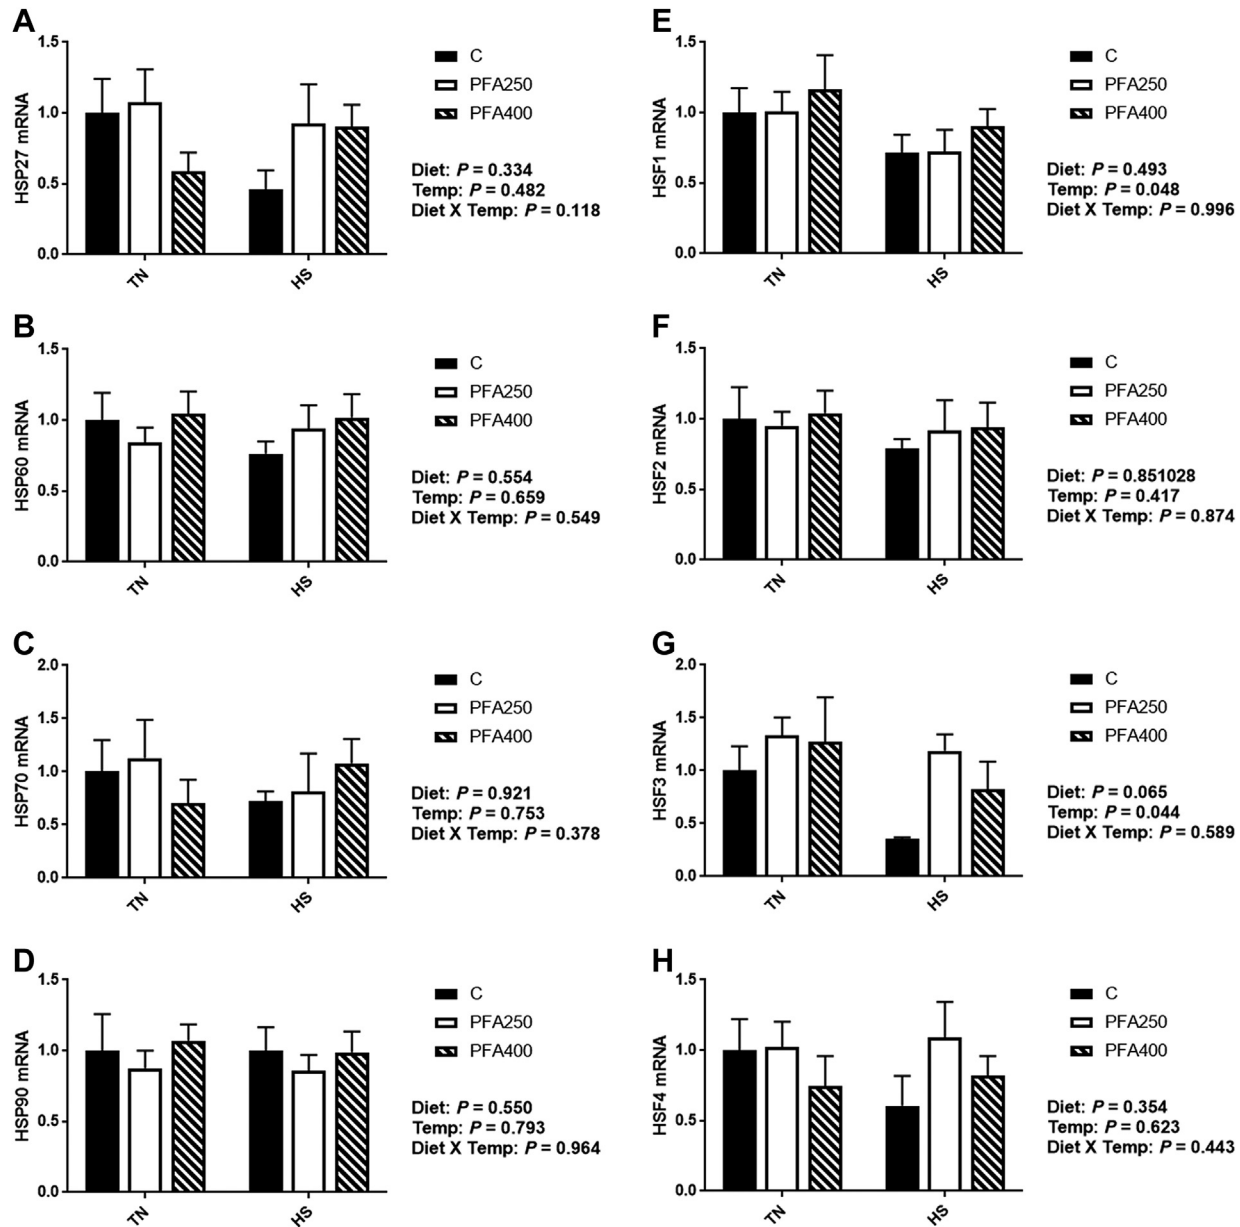 A
HSP27 mRNA
1.5
1.0
0.5
0.0
TN
HS
C
PFA250
PFA400
Diet: P = 0.334
Temp: P = 0.482
Diet X Temp: P = 0.118
E
HSF1 mRNA
1.5
1.0
0.5
0.0
TN
HS
C
PFA250
PFA400
Diet: P = 0.493
Temp: P = 0.048
Diet X Temp: P = 0.996
B
HSP60 mRNA
1.5
1.0
0.5
0.0
TN
HS
C
PFA250
PFA400
Diet: P = 0.554
Temp: P = 0.659
Diet X Temp: P = 0.549
F
HSF2 mRNA
1.5
1.0
0.5
0.0
TN
HS
C
PFA250
PFA400
Diet: P = 0.851028
Temp: P = 0.417
Diet X Temp: P = 0.874
C
HSP70 mRNA
2.0
1.5
1.0
0.5
0.0
TN
HS
C
PFA250
PFA400
Diet: P = 0.921
Temp: P = 0.753
Diet X Temp: P = 0.378
G
HSF3 mRNA
2.0
1.5
1.0
0.5
0.0
TN
HS
C
PFA250
PFA400
Diet: P = 0.065
Temp: P = 0.044
Diet X Temp: P = 0.589
D
HSP90 mRNA
1.5
1.0
0.5
0.0
TN
HS
C
PFA250
PFA400
Diet: P = 0.550
Temp: P = 0.793
Diet X Temp: P = 0.964
H
HSF4 mRNA
1.5
1.0
0.5
0.0
TN
HS
C
PFA250
PFA400
Diet: P = 0.354
Temp: P = 0.623
Diet X Temp: P = 0.443